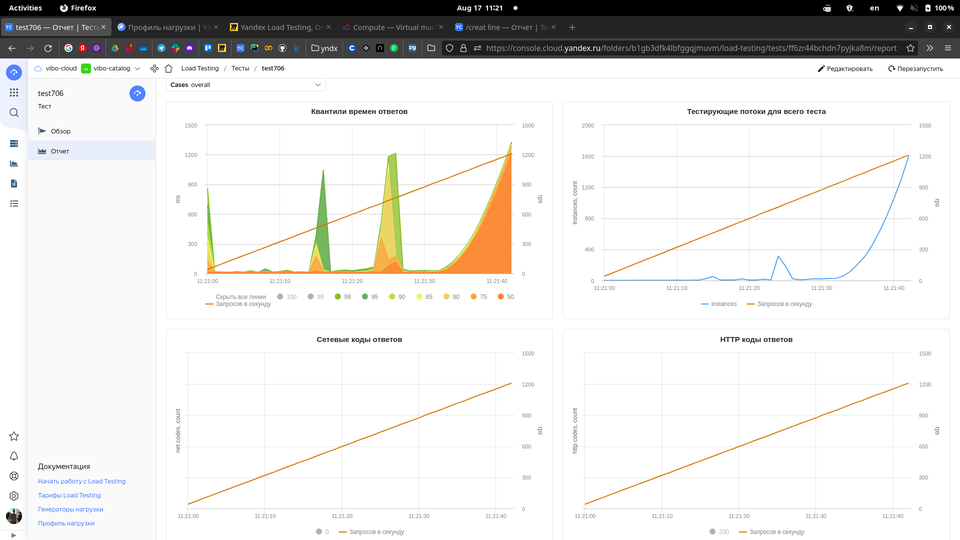 Activities
Firefox
Aug 17 11:21
en
100%
test706 — Отчет | Тест
Профиль нагрузки | Ya
Yandex Load Testing, О
Compute — Virtual mac
/creat line — Отчет | Те
yndx
https://console.cloud.yandex.ru/folders/b1gb3dfk4lbfggqjmuvm/load-testing/tests/ff6zr44bchdn7pyjka8m/report
vibo-cloud
vibo-catalog
Load Testing / Тесты / test706
Редактировать
Перезапустить
test706
Тест
Обзор
Отчет
Cases overall
Квантили времен ответов
1500
1200
900
600
300
0
ms
1500
1200
900
600
300
0
rps
11:21:00
11:21:10
11:21:20
11:21:30
11:21:40
Скрыть все линии
100
99
98
95
90
85
80
75
50
Запросов в секунду
Тестирующие потоки для всего теста
2000
1600
1200
800
400
0
instances, count
1500
1200
900
600
300
0
rps
11:21:00
11:21:10
11:21:20
11:21:30
11:21:40
instances
Запросов в секунду
Сетевые коды ответов
net codes, count
1500
1200
900
600
300
0
rps
11:21:00
11:21:10
11:21:20
11:21:30
11:21:40
0
Запросов в секунду
HTTP коды ответов
http codes, count
1500
1200
900
600
300
0
rps
11:21:00
11:21:10
11:21:20
11:21:30
11:21:40
200
Запросов в секунду
Документация
Начать работу с Load Testing
Тарифы Load Testing
Генераторы нагрузки
Профиль нагрузки